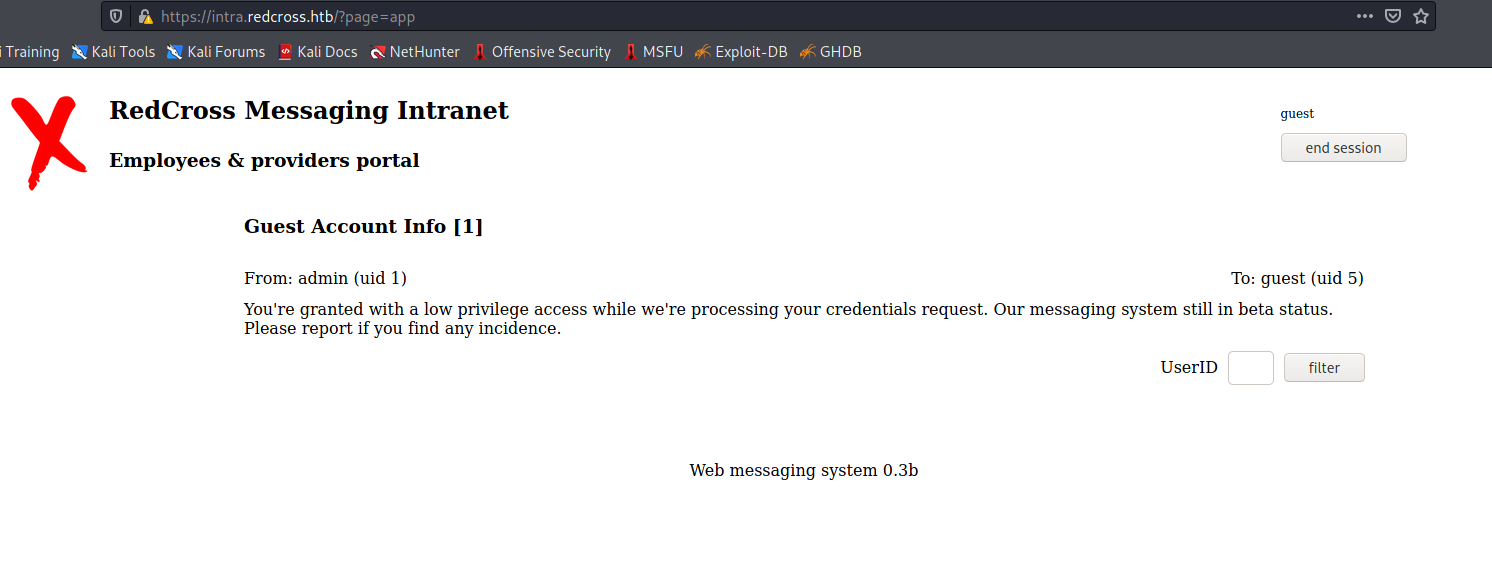 https://intra.redcross.htb/?page=app
Training Kali Tools Kali Forums Kali Docs NetHunter Offensive Security MSFU Exploit-DB GHDB
RedCross Messaging Intranet
guest
end session
Employees & providers portal
Guest Account Info [1]
From: admin (uid 1) To: guest (uid 5)
You're granted with a low privilege access while we're processing your credentials request. Our messaging system still in beta status.
Please report if you find any incidence.
UserID filter
Web messaging system 0.3b